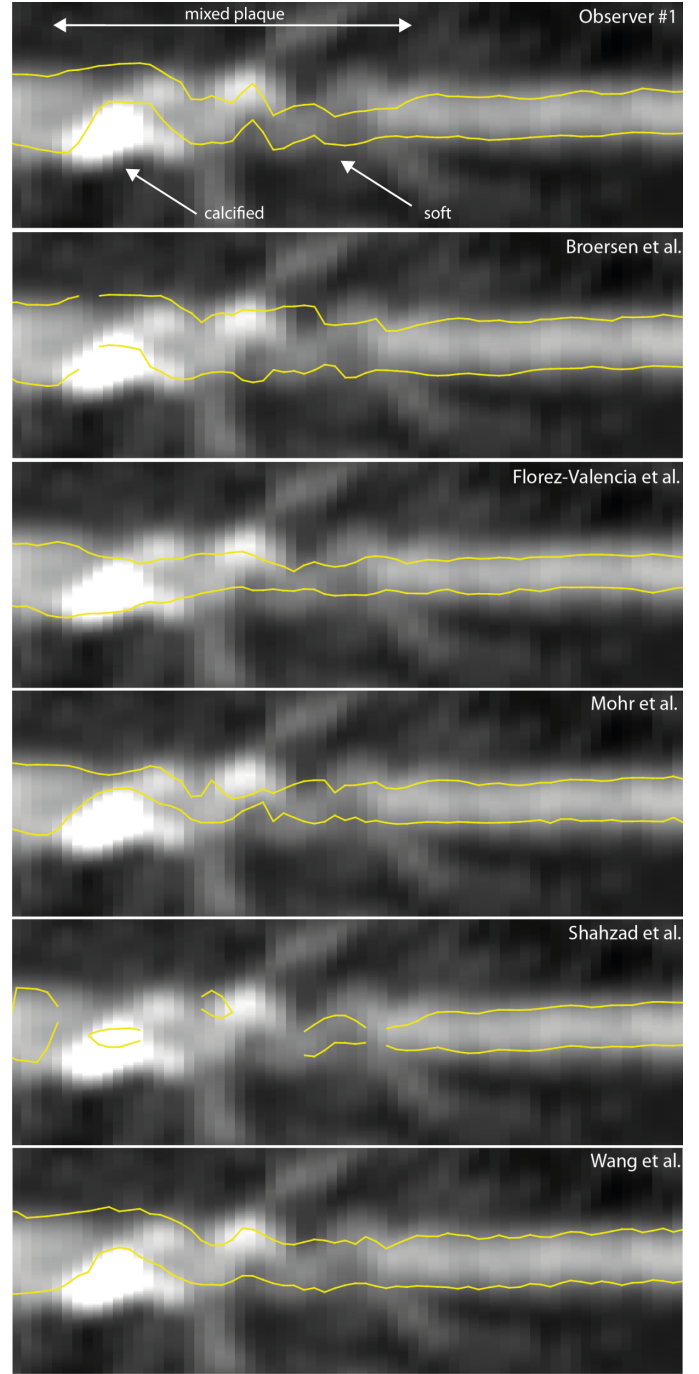 mixed plaque
Observer #1
calcified
soft
Broersen et al.
Florez-Valencia et al.
Mohr et al.
Shahzad et al.
Wang et al.